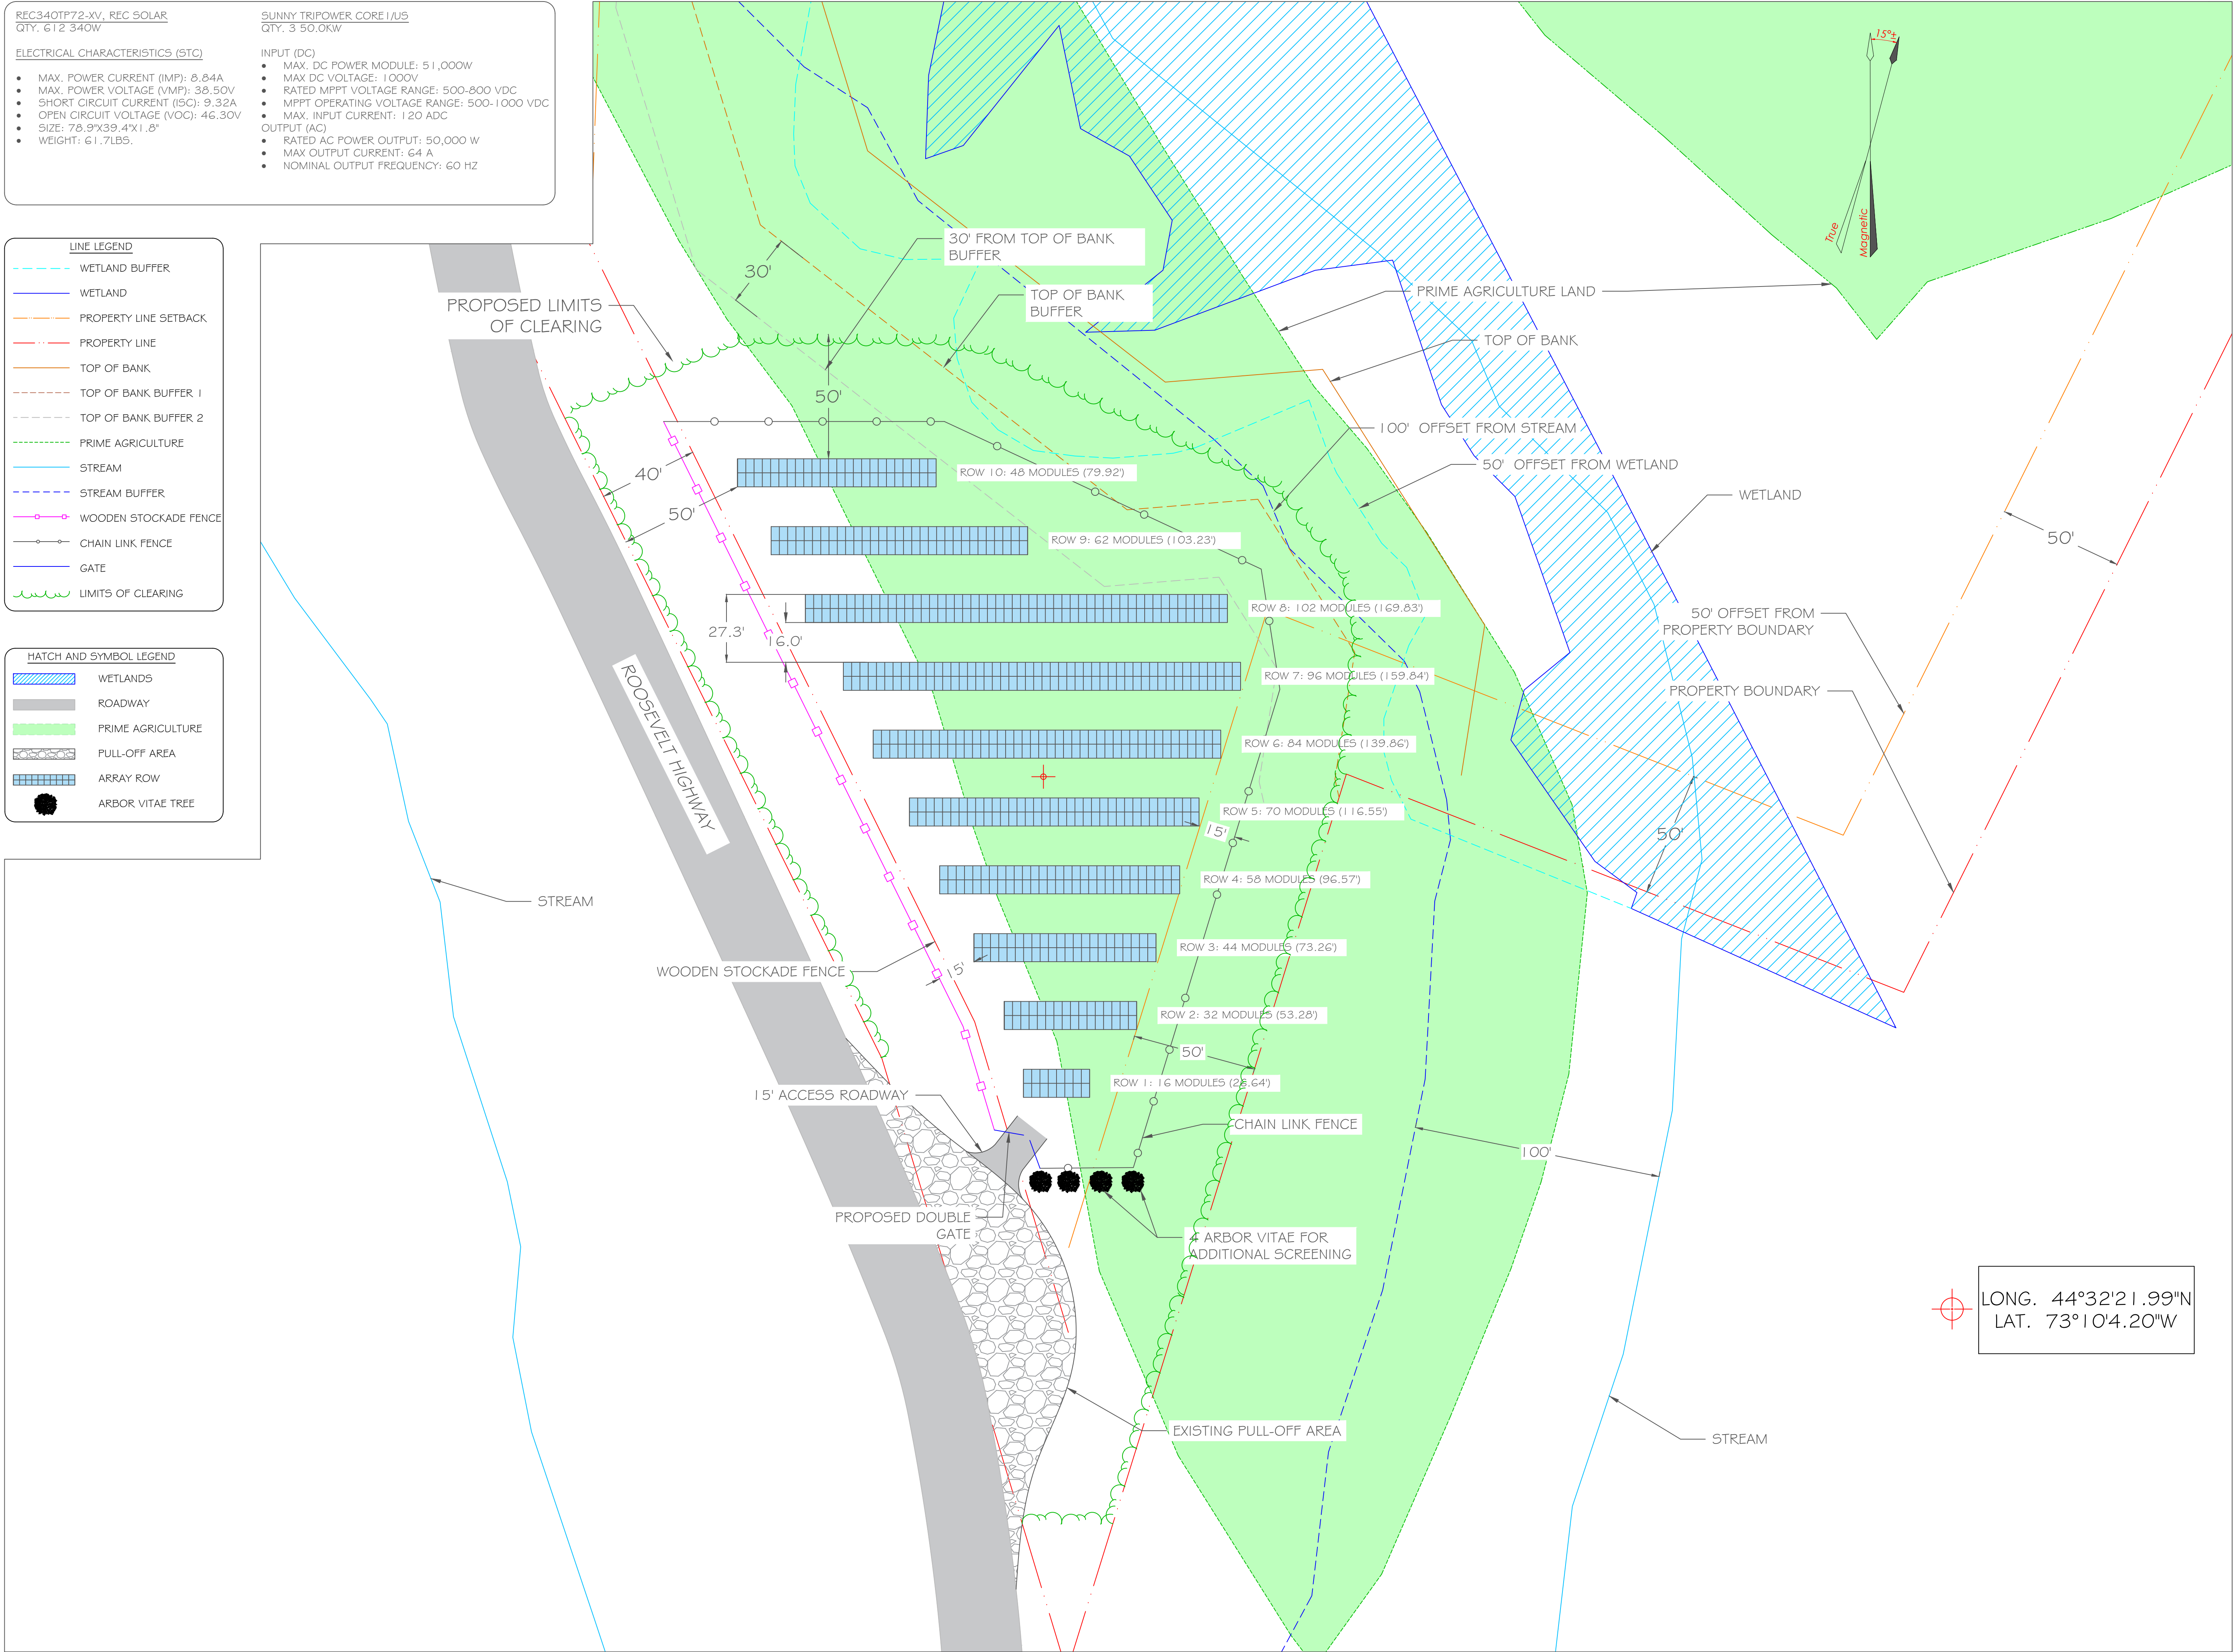 REC340TP72-XV, REC SOLAR
QTY. 612 340W
ELECTRICAL CHARACTERISTICS (STC)
• MAX. POWER CURRENT (IMP): 8.84A
• MAX. POWER VOLTAGE (VMP): 38.50V
• SHORT CIRCUIT CURRENT (ISC): 9.32A
• OPEN CIRCUIT VOLTAGE (VOC): 46.30V
• SIZE: 78.9"X39.4"X1.8"
• WEIGHT: 61.7LBS.
SUNNY TRIPOWER CORE1/US
QTY. 3 50.0KW
INPUT (DC)
• MAX. DC POWER MODULE: 51,000W
• MAX DC VOLTAGE: 1000V
• RATED MPPT VOLTAGE RANGE: 500-800 VDC
• MPPT OPERATING VOLTAGE RANGE: 500-1000 VDC
• MAX. INPUT CURRENT: 120 ADC
OUTPUT (AC)
• RATED AC POWER OUTPUT: 50,000 W
• MAX OUTPUT CURRENT: 64 A
• NOMINAL OUTPUT FREQUENCY: 60 HZ
LINE LEGEND
WETLAND BUFFER
WETLAND
PROPERTY LINE SETBACK
PROPERTY LINE
TOP OF BANK
TOP OF BANK BUFFER 1
TOP OF BANK BUFFER 2
PRIME AGRICULTURE
STREAM
STREAM BUFFER
WOODEN STOCKADE FENCE
CHAIN LINK FENCE
GATE
LIMITS OF CLEARING
HATCH AND SYMBOL LEGEND
WETLANDS
ROADWAY
PRIME AGRICULTURE
PULL-OFF AREA
ARRAY ROW
ARBOR VITAE TREE
15°±
True
Magnetic
30' FROM TOP OF BANK
BUFFER
30'
TOP OF BANK
BUFFER
PRIME AGRICULTURE LAND
PROPOSED LIMITS
OF CLEARING
TOP OF BANK
50'
100' OFFSET FROM STREAM
50' OFFSET FROM WETLAND
WETLAND
40'
50'
50'
ROW 10: 48 MODULES (79.92')
ROW 9: 62 MODULES (103.23')
ROW 8: 102 MODULES (169.83')
27.3'
16.0'
ROW 7: 96 MODULES (159.84')
50' OFFSET FROM
PROPERTY BOUNDARY
PROPERTY BOUNDARY
ROOSEVELT HIGHWAY
ROW 6: 84 MODULES (139.86')
ROW 5: 70 MODULES (116.55')
15'
50'
ROW 4: 58 MODULES (96.57')
STREAM
ROW 3: 44 MODULES (73.26')
WOODEN STOCKADE FENCE
15'
ROW 2: 32 MODULES (53.28')
50'
ROW 1: 16 MODULES (26.64')
15' ACCESS ROADWAY
CHAIN LINK FENCE
100'
PROPOSED DOUBLE
GATE
4 ARBOR VITAE FOR
ADDITIONAL SCREENING
LONG. 44°32'21.99"N
LAT. 73°10'4.20"W
EXISTING PULL-OFF AREA
STREAM